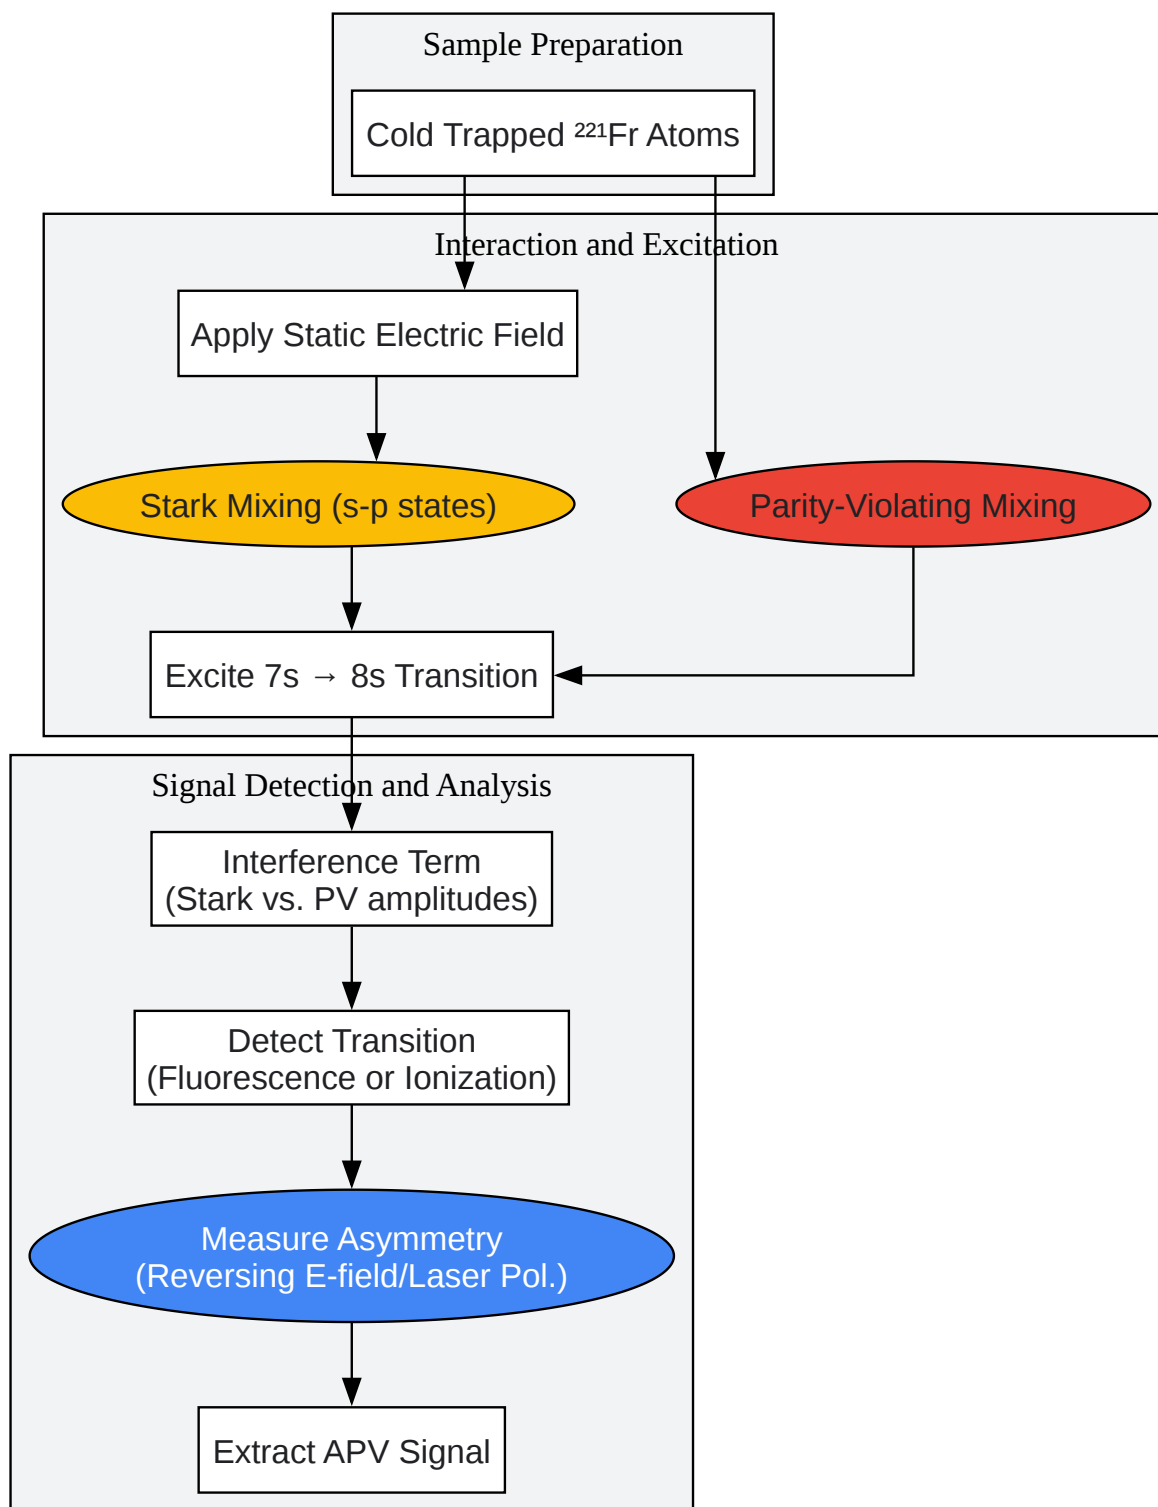 Sample Preparation
Cold Trapped ²²¹Fr Atoms
Interaction and Excitation
Apply Static Electric Field
Stark Mixing (s-p states)
Parity-Violating Mixing
Excite 7s → 8s Transition
Signal Detection and Analysis
Interference Term
(Stark vs. PV amplitudes)
Detect Transition
(Fluorescence or Ionization)
Measure Asymmetry
(Reversing E-field/Laser Pol.)
Extract APV Signal